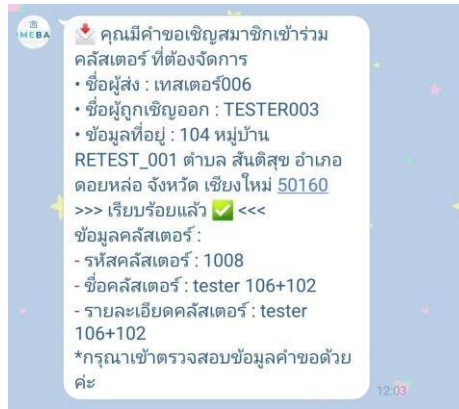 MEBA
📩 คุณมีคำขอเชิญสมาชิกเข้าร่วม
คลัสเตอร์ ที่ต้องจัดการ
• ชื่อผู้ส่ง : เทสเตอร์006
• ชื่อผู้ถูกเชิญออก : TESTER003
• ข้อมูลที่อยู่ : 104 หมู่บ้าน
RETEST_001 ตำบล สันติสุข อำเภอ
ดอยหล่อ จังหวัด เชียงใหม่ 50160
>>> เรียบร้อยแล้ว ✅ <<<
ข้อมูลคลัสเตอร์ :
- รหัสคลัสเตอร์ : 1008
- ชื่อคลัสเตอร์ : tester 106+102
- รายละเอียดคลัสเตอร์ : tester
106+102
*กรุณาเข้าตรวจสอบข้อมูลคำขอด้วย
ค่ะ
12:03